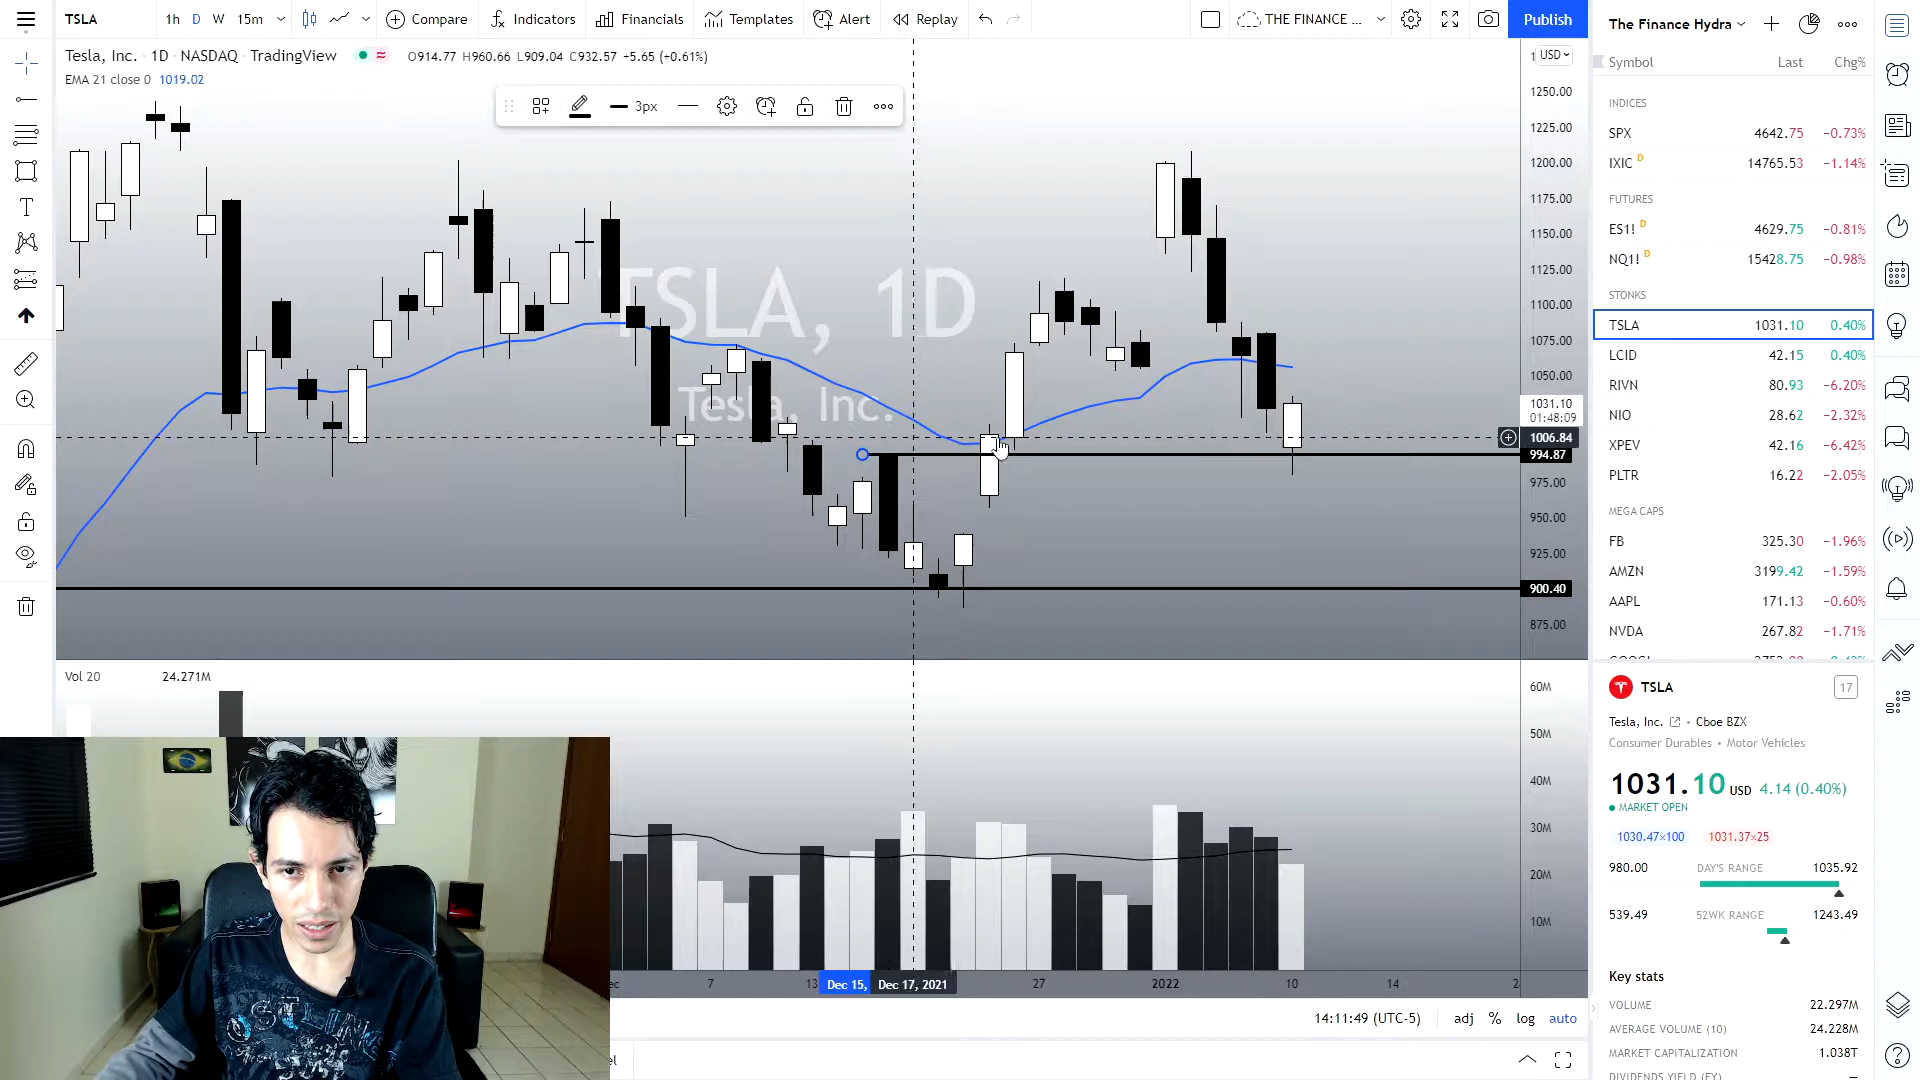 TSLA
1h D W 15m
Compare
Indicators
Financials
Templates
Alert
Replay
THE FINANCE ...
Publish
The Finance Hydra
Tesla, Inc. · 1D · NASDAQ · TradingView
O914.77 H960.66 L909.04 C932.57 +5.65 (+0.61%)
EMA 21 close 0 1019.02
3px
USD
1250.00
1225.00
1200.00
1175.00
1150.00
1125.00
1100.00
1075.00
1050.00
1031.10
01:48:09
1006.84
994.87
975.00
950.00
925.00
900.40
875.00
TSLA, 1D
Tesla, Inc.
Vol 20 24.271M
60M
50M
40M
30M
20M
10M
7
13
Dec 15,
Dec 17, 2021
27
2022
10
14
2
14:11:49 (UTC-5)
adj % log auto
Symbol Last Chg%
INDICES
SPX 4642.75 −0.73%
IXIC D 14765.53 −1.14%
FUTURES
ES1! D 4629.75 −0.81%
NQ1! D 15428.75 −0.98%
STONKS
TSLA 1031.10 0.40%
LCID 42.15 0.40%
RIVN 80.93 −6.20%
NIO 28.62 −2.32%
XPEV 42.16 −6.42%
PLTR 16.22 −2.05%
MEGA CAPS
FB 325.30 −1.96%
AMZN 3199.42 −1.59%
AAPL 171.13 −0.60%
NVDA 267.82 −1.71%
TSLA
17
Tesla, Inc. • Cboe BZX
Consumer Durables • Motor Vehicles
1031.10 USD 4.14 (0.40%)
MARKET OPEN
1030.47×100 1031.37×25
980.00 DAY'S RANGE 1035.92
539.49 52WK RANGE 1243.49
Key stats
VOLUME 22.297M
AVERAGE VOLUME (10) 24.228M
MARKET CAPITALIZATION 1.038T
DIVIDENDS YIELD (FY) —